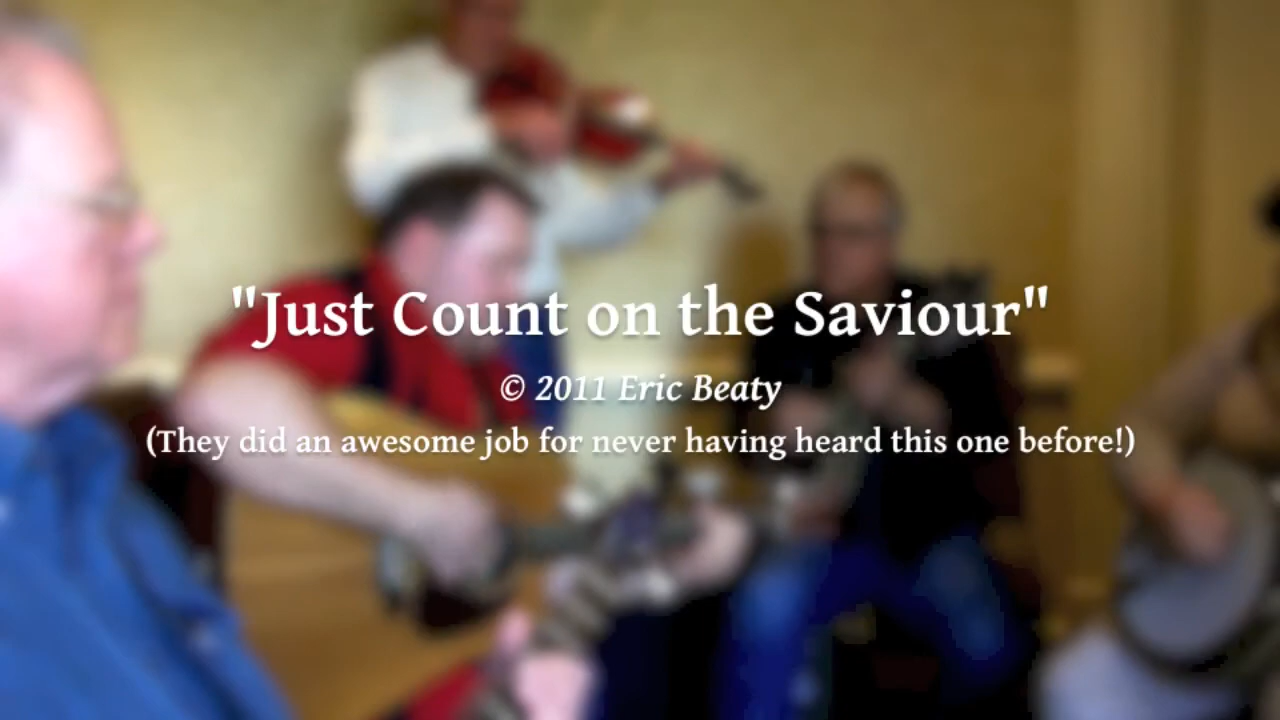 "Just Count on the Saviour"
© 2011 Eric Beaty
(They did an awesome job for never having heard this one before!)